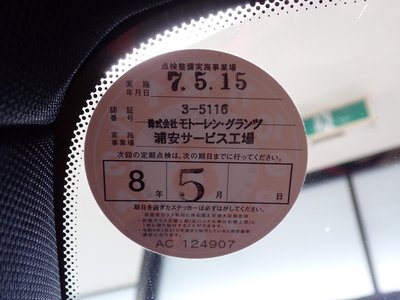 点検整備実施事業場
実施年月日 7.5.15
認証番号 3-5116
実施事業場 株式会社 モトーレン・グランツ
浦安サービス工場
次回の定期点検は、次の期日までに行ってください。
8年 5月 日
期日を過ぎたステッカーは必ずはがしてください。
AC 124907